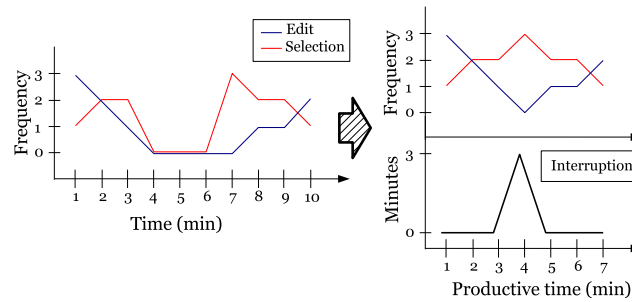 Edit
Selection
Frequency
3
2
1
0
1 2 3 4 5 6 7 8 9 10
Time (min)
Frequency
3
2
1
0
Minutes
3
0
Interruption
1 2 3 4 5 6 7
Productive time (min)